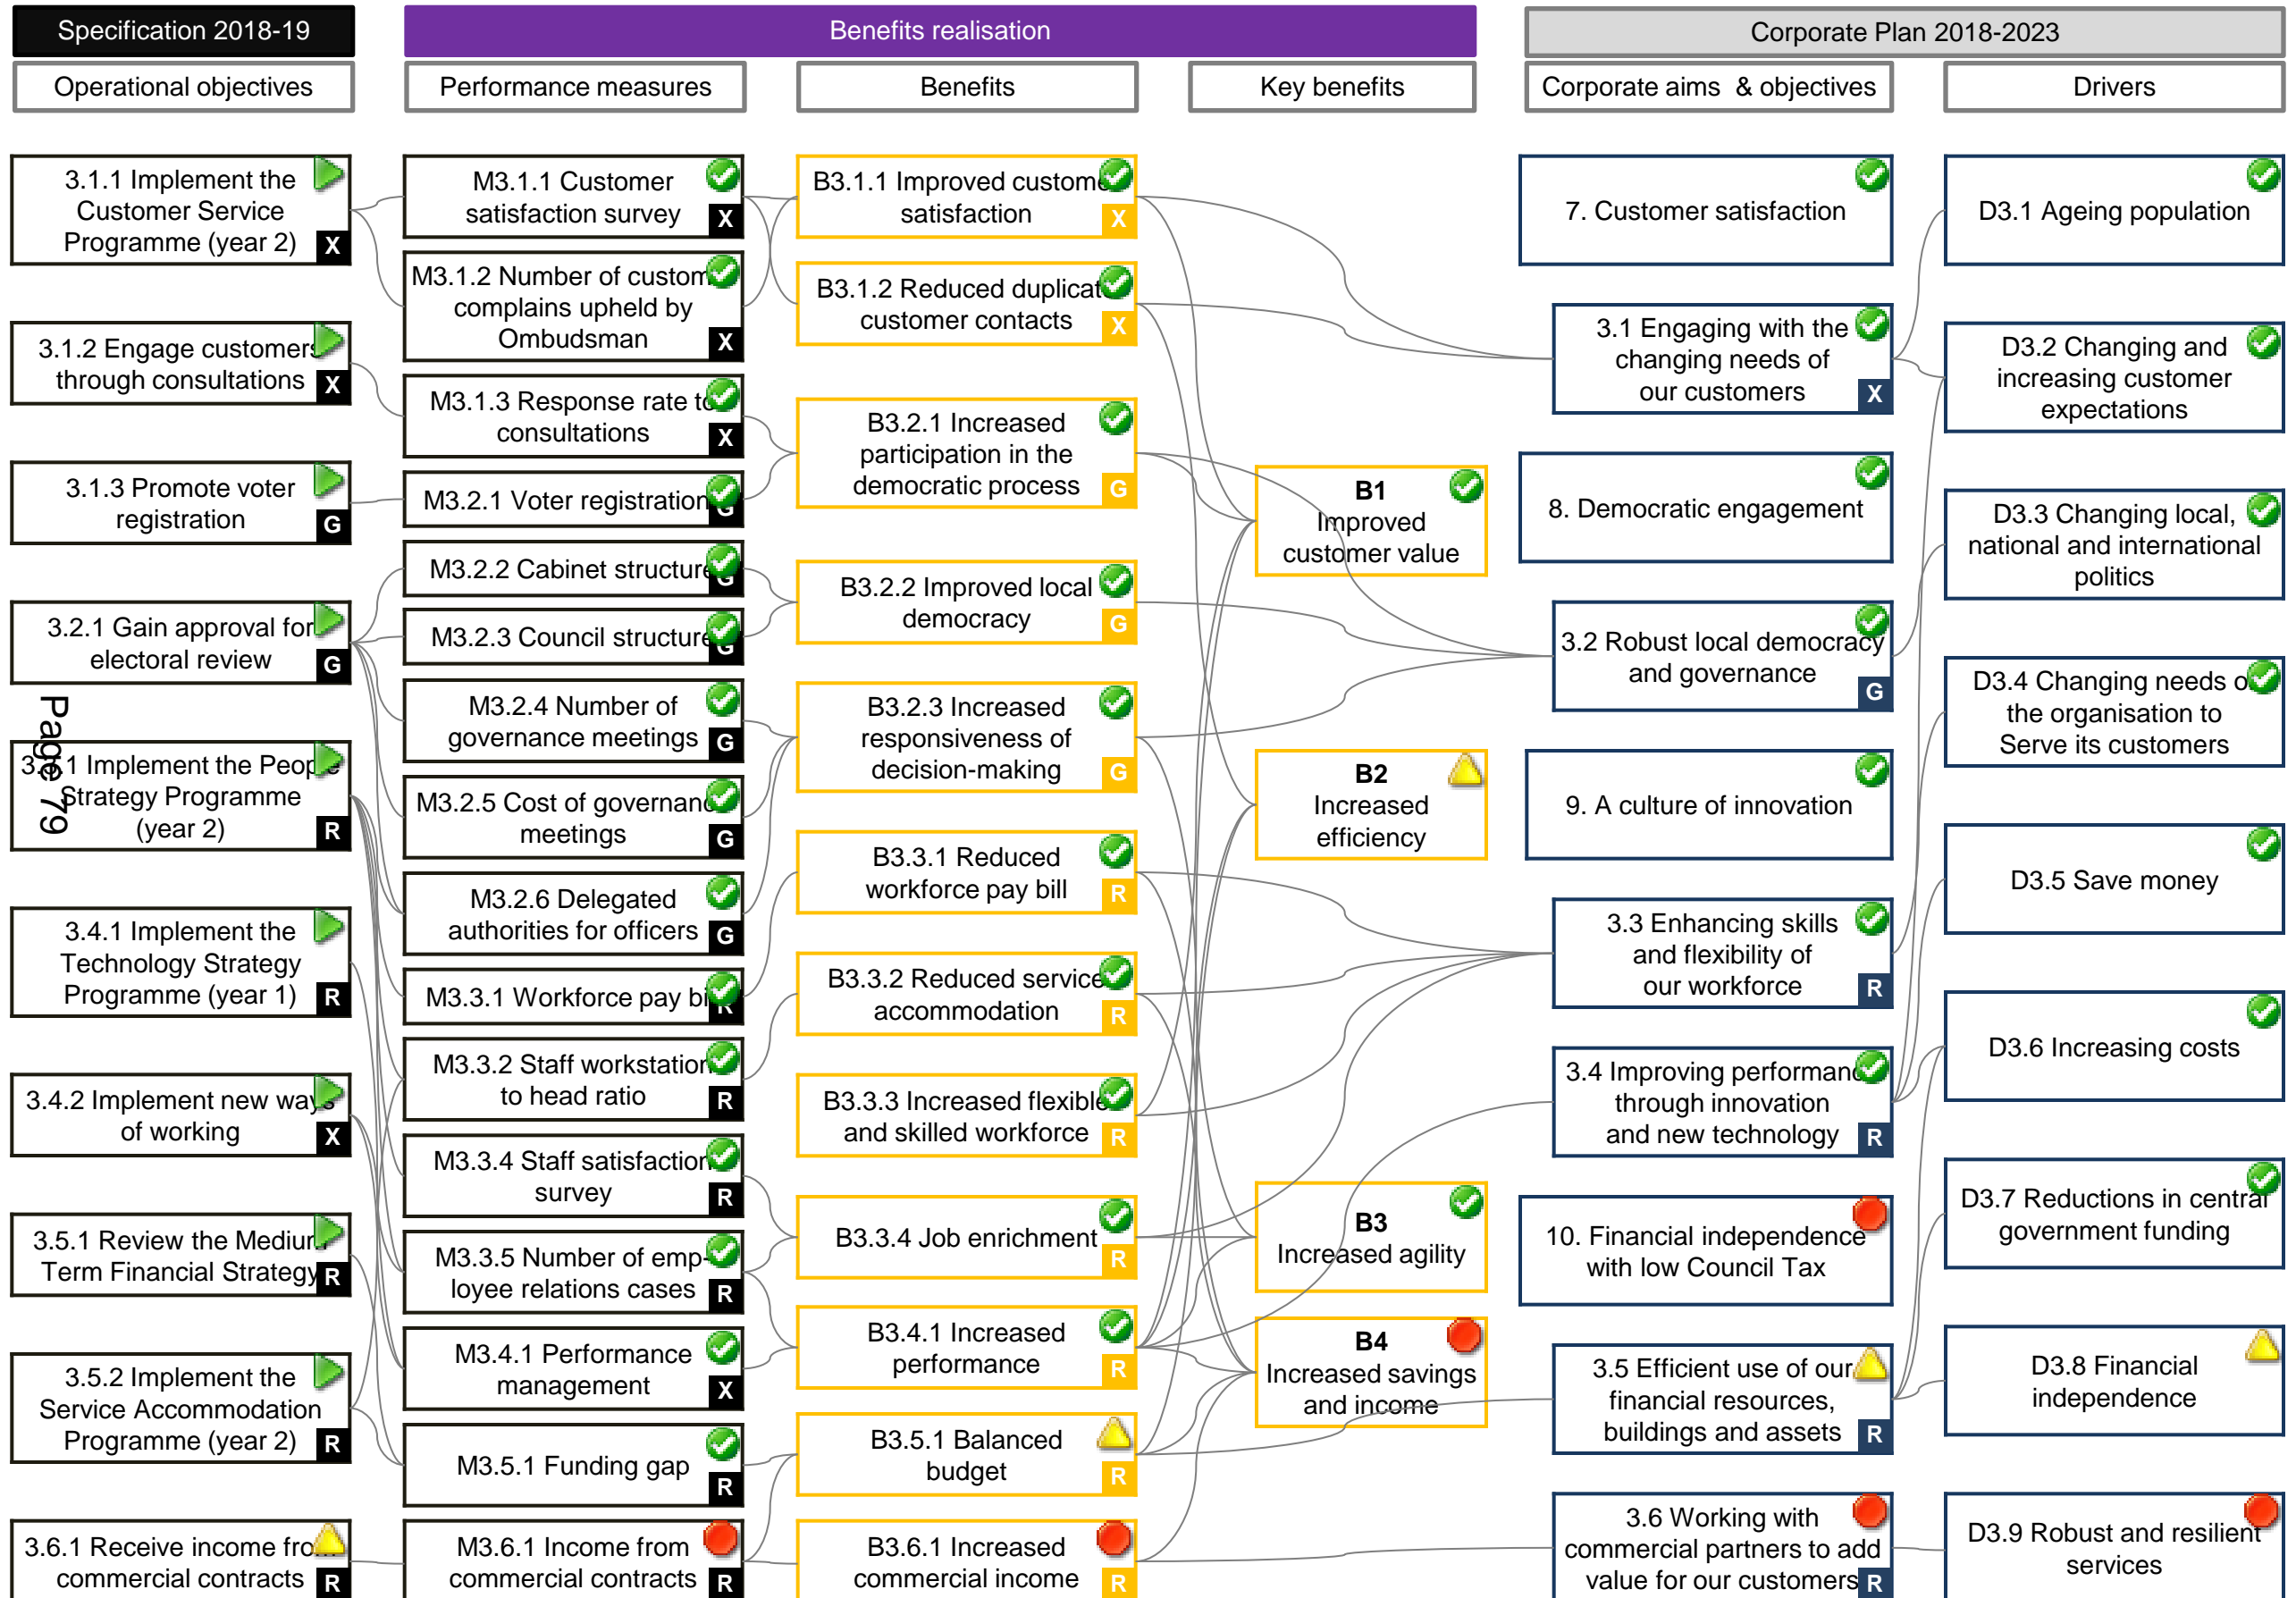 Specification 2018-19
Benefits realisation
Corporate Plan 2018-2023
Operational objectives
Performance measures
Benefits
Key benefits
Corporate aims & objectives
Drivers
3.1.1 Implement the
Customer Service
Programme (year 2)
X
3.1.2 Engage customers
through consultations
X
3.1.3 Promote voter
registration
G
3.2.1 Gain approval for
electoral review
G
Page 79
1 Implement the People
Strategy Programme
(year 2)
R
3.4.1 Implement the
Technology Strategy
Programme (year 1)
R
3.4.2 Implement new ways
of working
X
3.5.1 Review the Medium
Term Financial Strategy
R
3.5.2 Implement the
Service Accommodation
Programme (year 2)
R
3.6.1 Receive income from
commercial contracts
R
M3.1.1 Customer
satisfaction survey
X
M3.1.2 Number of custom
complains upheld by
Ombudsman
X
M3.1.3 Response rate to
consultations
X
M3.2.1 Voter registration
G
M3.2.2 Cabinet structure
G
M3.2.3 Council structure
G
M3.2.4 Number of
governance meetings
G
M3.2.5 Cost of governanc
meetings
G
M3.2.6 Delegated
authorities for officers
G
M3.3.1 Workforce pay bi
R
M3.3.2 Staff workstation
to head ratio
R
M3.3.4 Staff satisfaction
survey
R
M3.3.5 Number of emp-
loyee relations cases
R
M3.4.1 Performance
management
X
M3.5.1 Funding gap
R
M3.6.1 Income from
commercial contracts
R
B3.1.1 Improved custome
satisfaction
X
B3.1.2 Reduced duplicat
customer contacts
X
B3.2.1 Increased
participation in the
democratic process
G
B3.2.2 Improved local
democracy
G
B3.2.3 Increased
responsiveness of
decision-making
G
B3.3.1 Reduced
workforce pay bill
R
B3.3.2 Reduced service
accommodation
R
B3.3.3 Increased flexible
and skilled workforce
R
B3.3.4 Job enrichment
R
B3.4.1 Increased
performance
R
B3.5.1 Balanced
budget
R
B3.6.1 Increased
commercial income
R
B1
Improved
customer value
B2
Increased
efficiency
B3
Increased agility
B4
Increased savings
and income
7. Customer satisfaction
3.1 Engaging with the
changing needs of
our customers
X
8. Democratic engagement
3.2 Robust local democracy
and governance
G
9. A culture of innovation
3.3 Enhancing skills
and flexibility of
our workforce
R
3.4 Improving performanc
through innovation
and new technology
R
10. Financial independence
with low Council Tax
3.5 Efficient use of our
financial resources,
buildings and assets
R
3.6 Working with
commercial partners to add
value for our customers
R
D3.1 Ageing population
D3.2 Changing and
increasing customer
expectations
D3.3 Changing local,
national and international
politics
D3.4 Changing needs o
the organisation to
Serve its customers
D3.5 Save money
D3.6 Increasing costs
D3.7 Reductions in central
government funding
D3.8 Financial
independence
D3.9 Robust and resilient
services